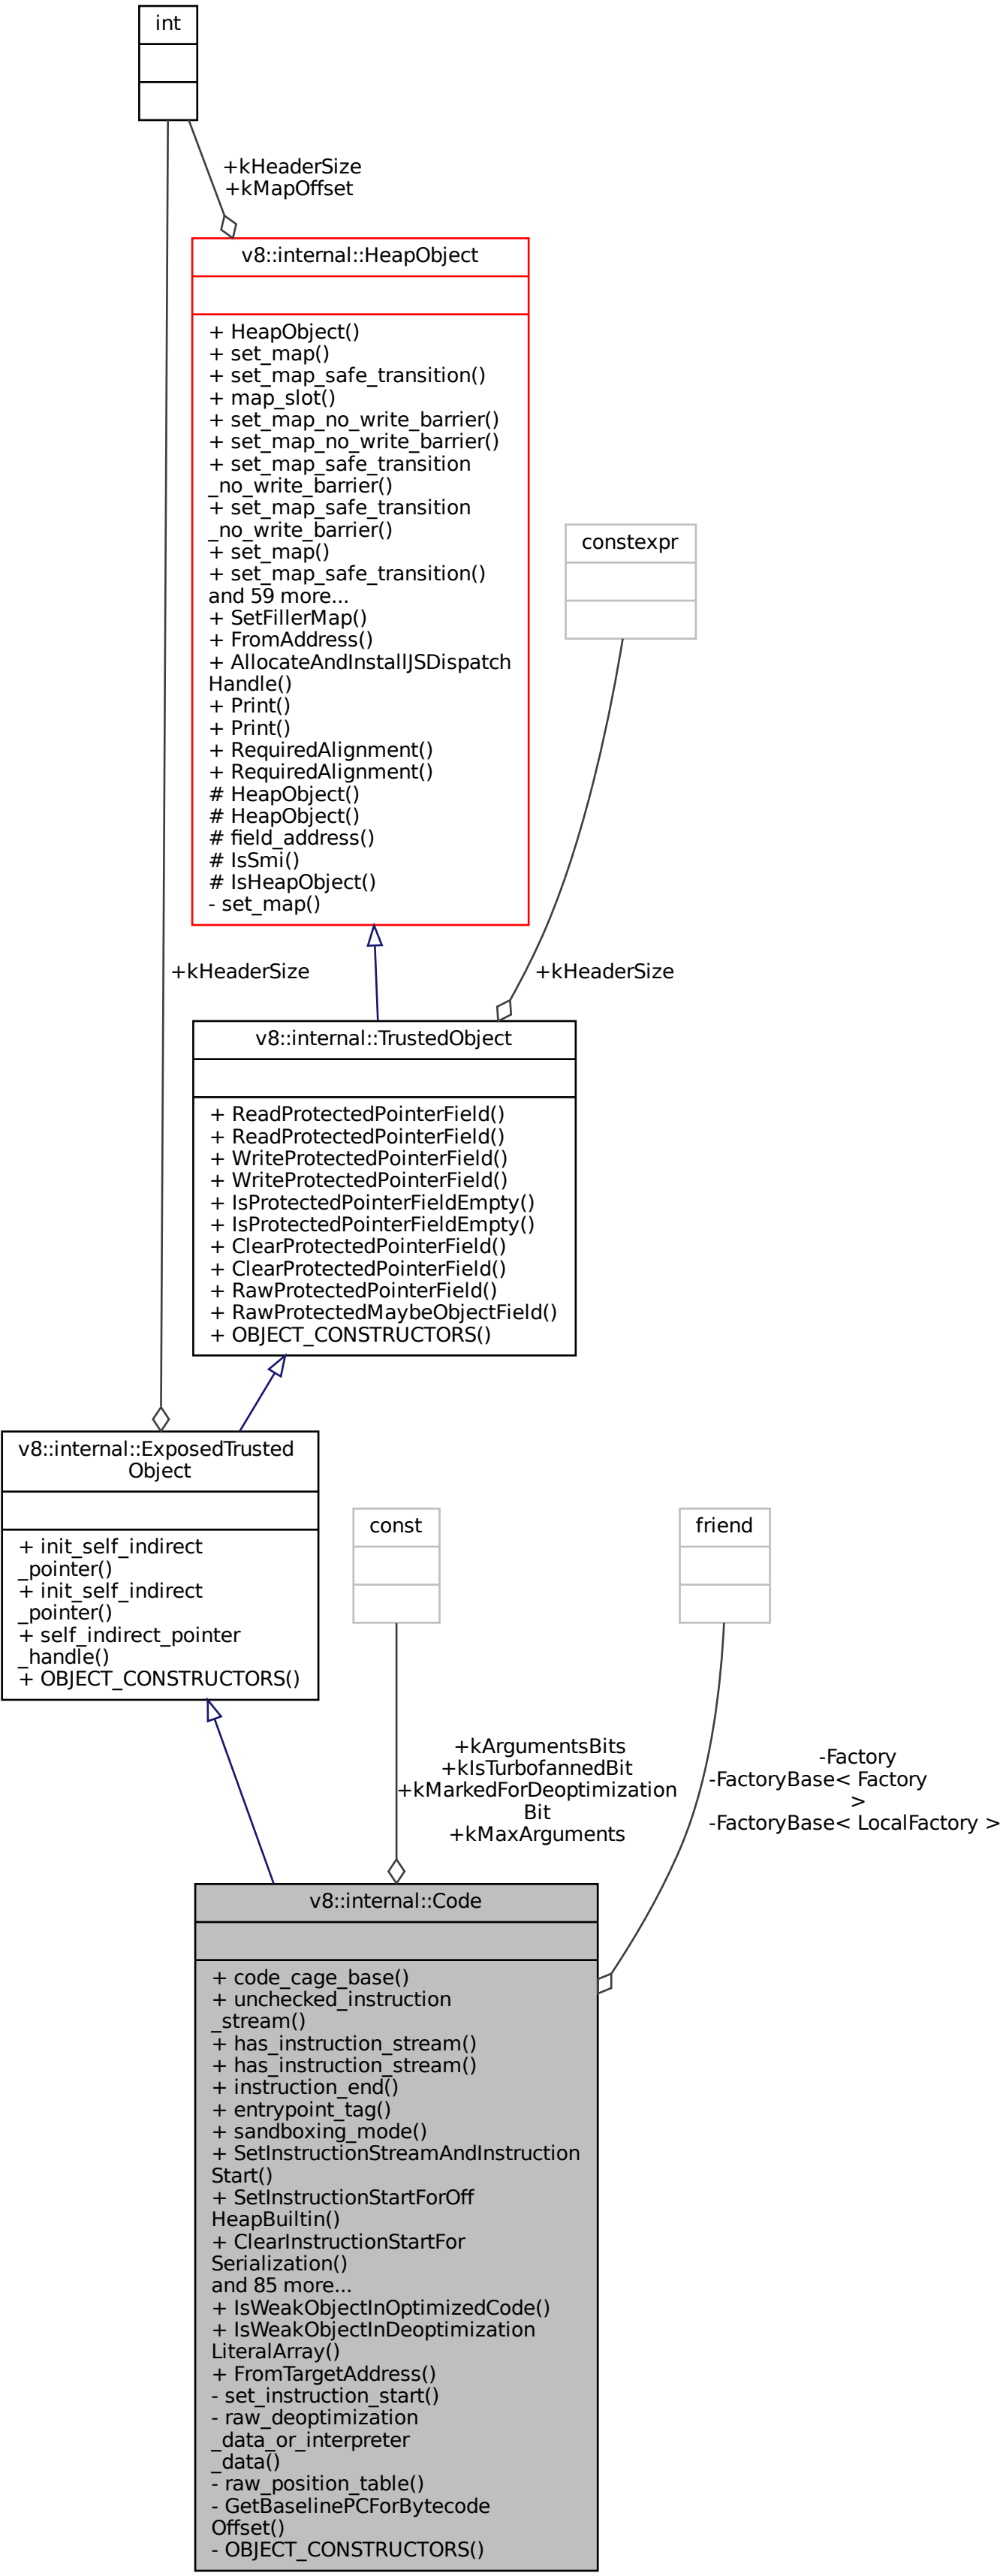 int
+kHeaderSize
+kMapOffset
v8::internal::HeapObject
+ HeapObject()
+ set_map()
+ set_map_safe_transition()
+ map_slot()
+ set_map_no_write_barrier()
+ set_map_no_write_barrier()
+ set_map_safe_transition
_no_write_barrier()
+ set_map_safe_transition
_no_write_barrier()
+ set_map()
+ set_map_safe_transition()
and 59 more...
+ SetFillerMap()
+ FromAddress()
+ AllocateAndInstallJSDispatch
Handle()
+ Print()
+ Print()
+ RequiredAlignment()
+ RequiredAlignment()
# HeapObject()
# HeapObject()
# field_address()
# IsSmi()
# IsHeapObject()
- set_map()
constexpr
+kHeaderSize
+kHeaderSize
v8::internal::TrustedObject
+ ReadProtectedPointerField()
+ ReadProtectedPointerField()
+ WriteProtectedPointerField()
+ WriteProtectedPointerField()
+ IsProtectedPointerFieldEmpty()
+ IsProtectedPointerFieldEmpty()
+ ClearProtectedPointerField()
+ ClearProtectedPointerField()
+ RawProtectedPointerField()
+ RawProtectedMaybeObjectField()
+ OBJECT_CONSTRUCTORS()
v8::internal::ExposedTrusted
Object
+ init_self_indirect
_pointer()
+ init_self_indirect
_pointer()
+ self_indirect_pointer
_handle()
+ OBJECT_CONSTRUCTORS()
const
friend
+kArgumentsBits
+kIsTurbofannedBit
+kMarkedForDeoptimization
Bit
+kMaxArguments
-Factory
-FactoryBase< Factory
>
-FactoryBase< LocalFactory >
v8::internal::Code
+ code_cage_base()
+ unchecked_instruction
_stream()
+ has_instruction_stream()
+ has_instruction_stream()
+ instruction_end()
+ entrypoint_tag()
+ sandboxing_mode()
+ SetInstructionStreamAndInstruction
Start()
+ SetInstructionStartForOff
HeapBuiltin()
+ ClearInstructionStartFor
Serialization()
and 85 more...
+ IsWeakObjectInOptimizedCode()
+ IsWeakObjectInDeoptimization
LiteralArray()
+ FromTargetAddress()
- set_instruction_start()
- raw_deoptimization
_data_or_interpreter
_data()
- raw_position_table()
- GetBaselinePCForBytecode
Offset()
- OBJECT_CONSTRUCTORS()